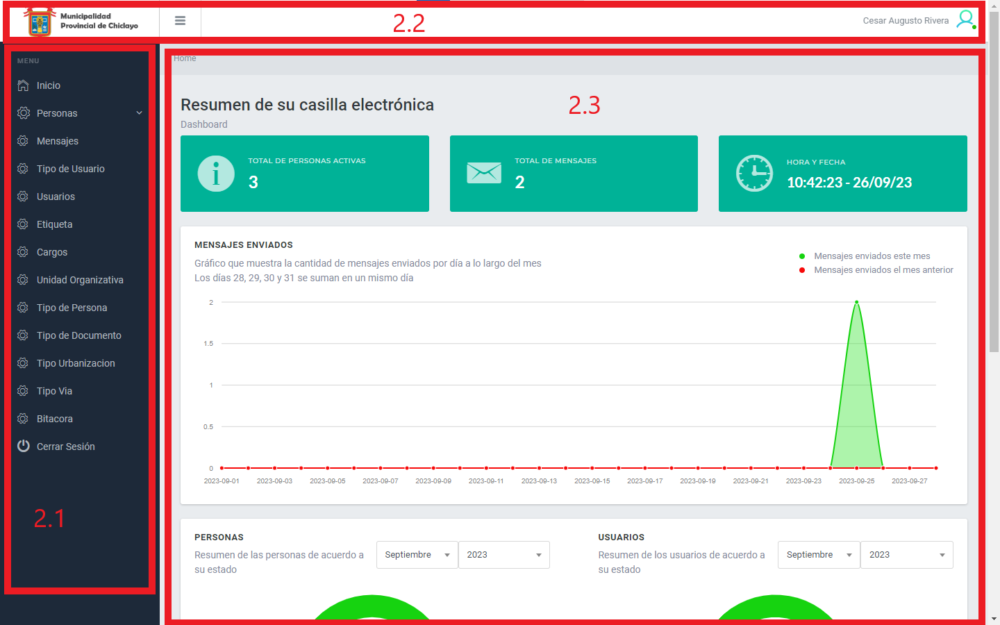 Municipalidad
Provincial de Chiclayo
2.2
Cesar Augusto Rivera
MENU
Inicio
Personas
Mensajes
Tipo de Usuario
Usuarios
Etiqueta
Cargos
Unidad Organizativa
Tipo de Persona
Tipo de Documento
Tipo Urbanizacion
Tipo Via
Bitacora
Cerrar Sesión
2.1
Home
Resumen de su casilla electrónica
2.3
Dashboard
TOTAL DE PERSONAS ACTIVAS
3
TOTAL DE MENSAJES
2
HORA Y FECHA
10:42:23 - 26/09/23
MENSAJES ENVIADOS
Gráfico que muestra la cantidad de mensajes enviados por día a lo largo del mes
Los días 28, 29, 30 y 31 se suman en un mismo día
Mensajes enviados este mes
Mensajes enviados el mes anterior
2
1.5
1
0.5
0
2023-09-01 2023-09-03 2023-09-05 2023-09-07 2023-09-09 2023-09-11 2023-09-13 2023-09-15 2023-09-17 2023-09-19 2023-09-21 2023-09-23 2023-09-25 2023-09-27
PERSONAS
Resumen de las personas de acuerdo a
su estado
Septiembre
2023
USUARIOS
Resumen de los usuarios de acuerdo a
su estado
Septiembre
2023